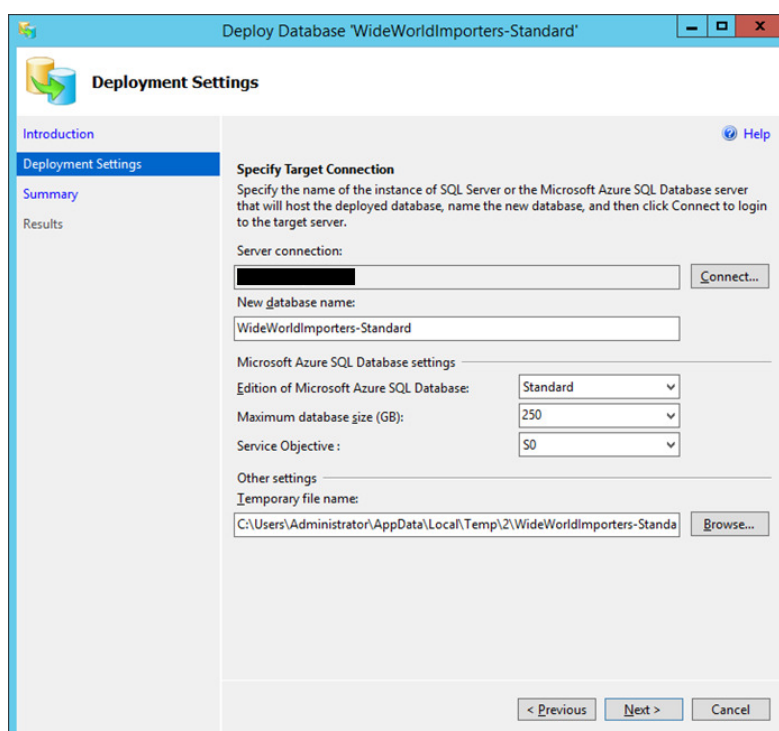 Deploy Database 'WideWorldImporters-Standard'
Deployment Settings
Introduction
Help
Deployment Settings
Summary
Results
Specify Target Connection
Specify the name of the instance of SQL Server or the Microsoft Azure SQL Database server
that will host the deployed database, name the new database, and then click Connect to login
to the target server.
Server connection:
Connect...
New database name:
WideWorldImporters-Standard
Microsoft Azure SQL Database settings
Edition of Microsoft Azure SQL Database:
Standard
Maximum database size (GB):
250
Service Objective :
S0
Other settings
Temporary file name:
C:\Users\Administrator\AppData\Local\Temp\2\WideWorldImporters-Standa
Browse...
< Previous
Next >
Cancel